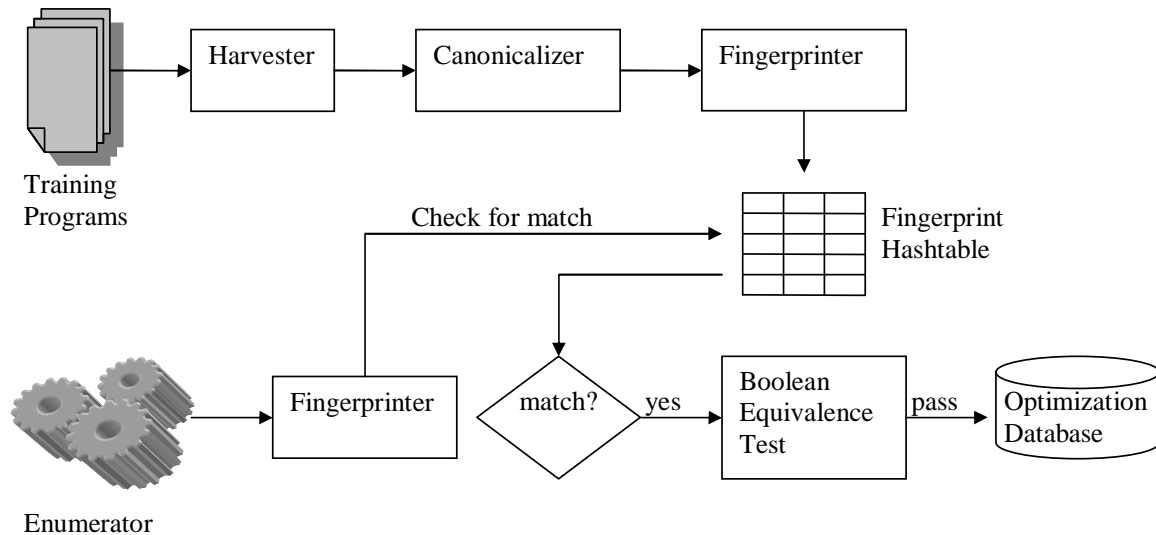 Harvester
Canonicalizer
Fingerprinter
Training
Programs
Check for match
Fingerprint
Hashtable
Fingerprinter
match?
yes
Boolean
Equivalence
Test
pass
Optimization
Database
Enumerator